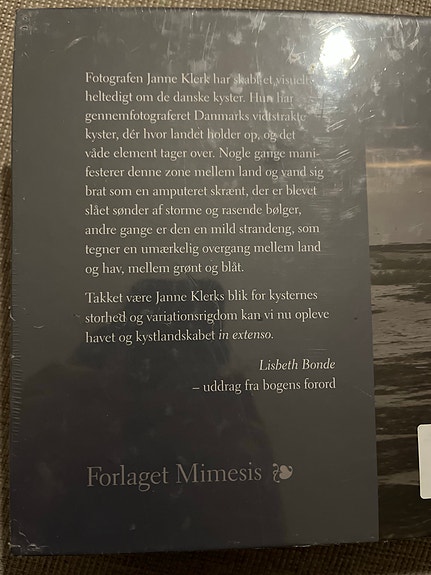 Fotografen Janne Klerk har skabt et visuelt
heltedigt om de danske kyster. Hun har
gennemfotograferet Danmarks vidtstrakte
kyster, dér hvor landet holder op, og det
våde element tager over. Nogle gange mani-
festerer denne zone mellem land og vand sig
brat som en amputeret skrænt, der er blevet
slået sønder af storme og rasende bølger,
andre gange er den en mild strandeng, som
tegner en umærkelig overgang mellem land
og hav, mellem grønt og blåt.
Takket være Janne Klerks blik for kysternes
storhed og variationsrigdom kan vi nu opleve
havet og kystlandskabet in extenso.
Lisbeth Bonde
– uddrag fra bogens forord
Forlaget Mimesis